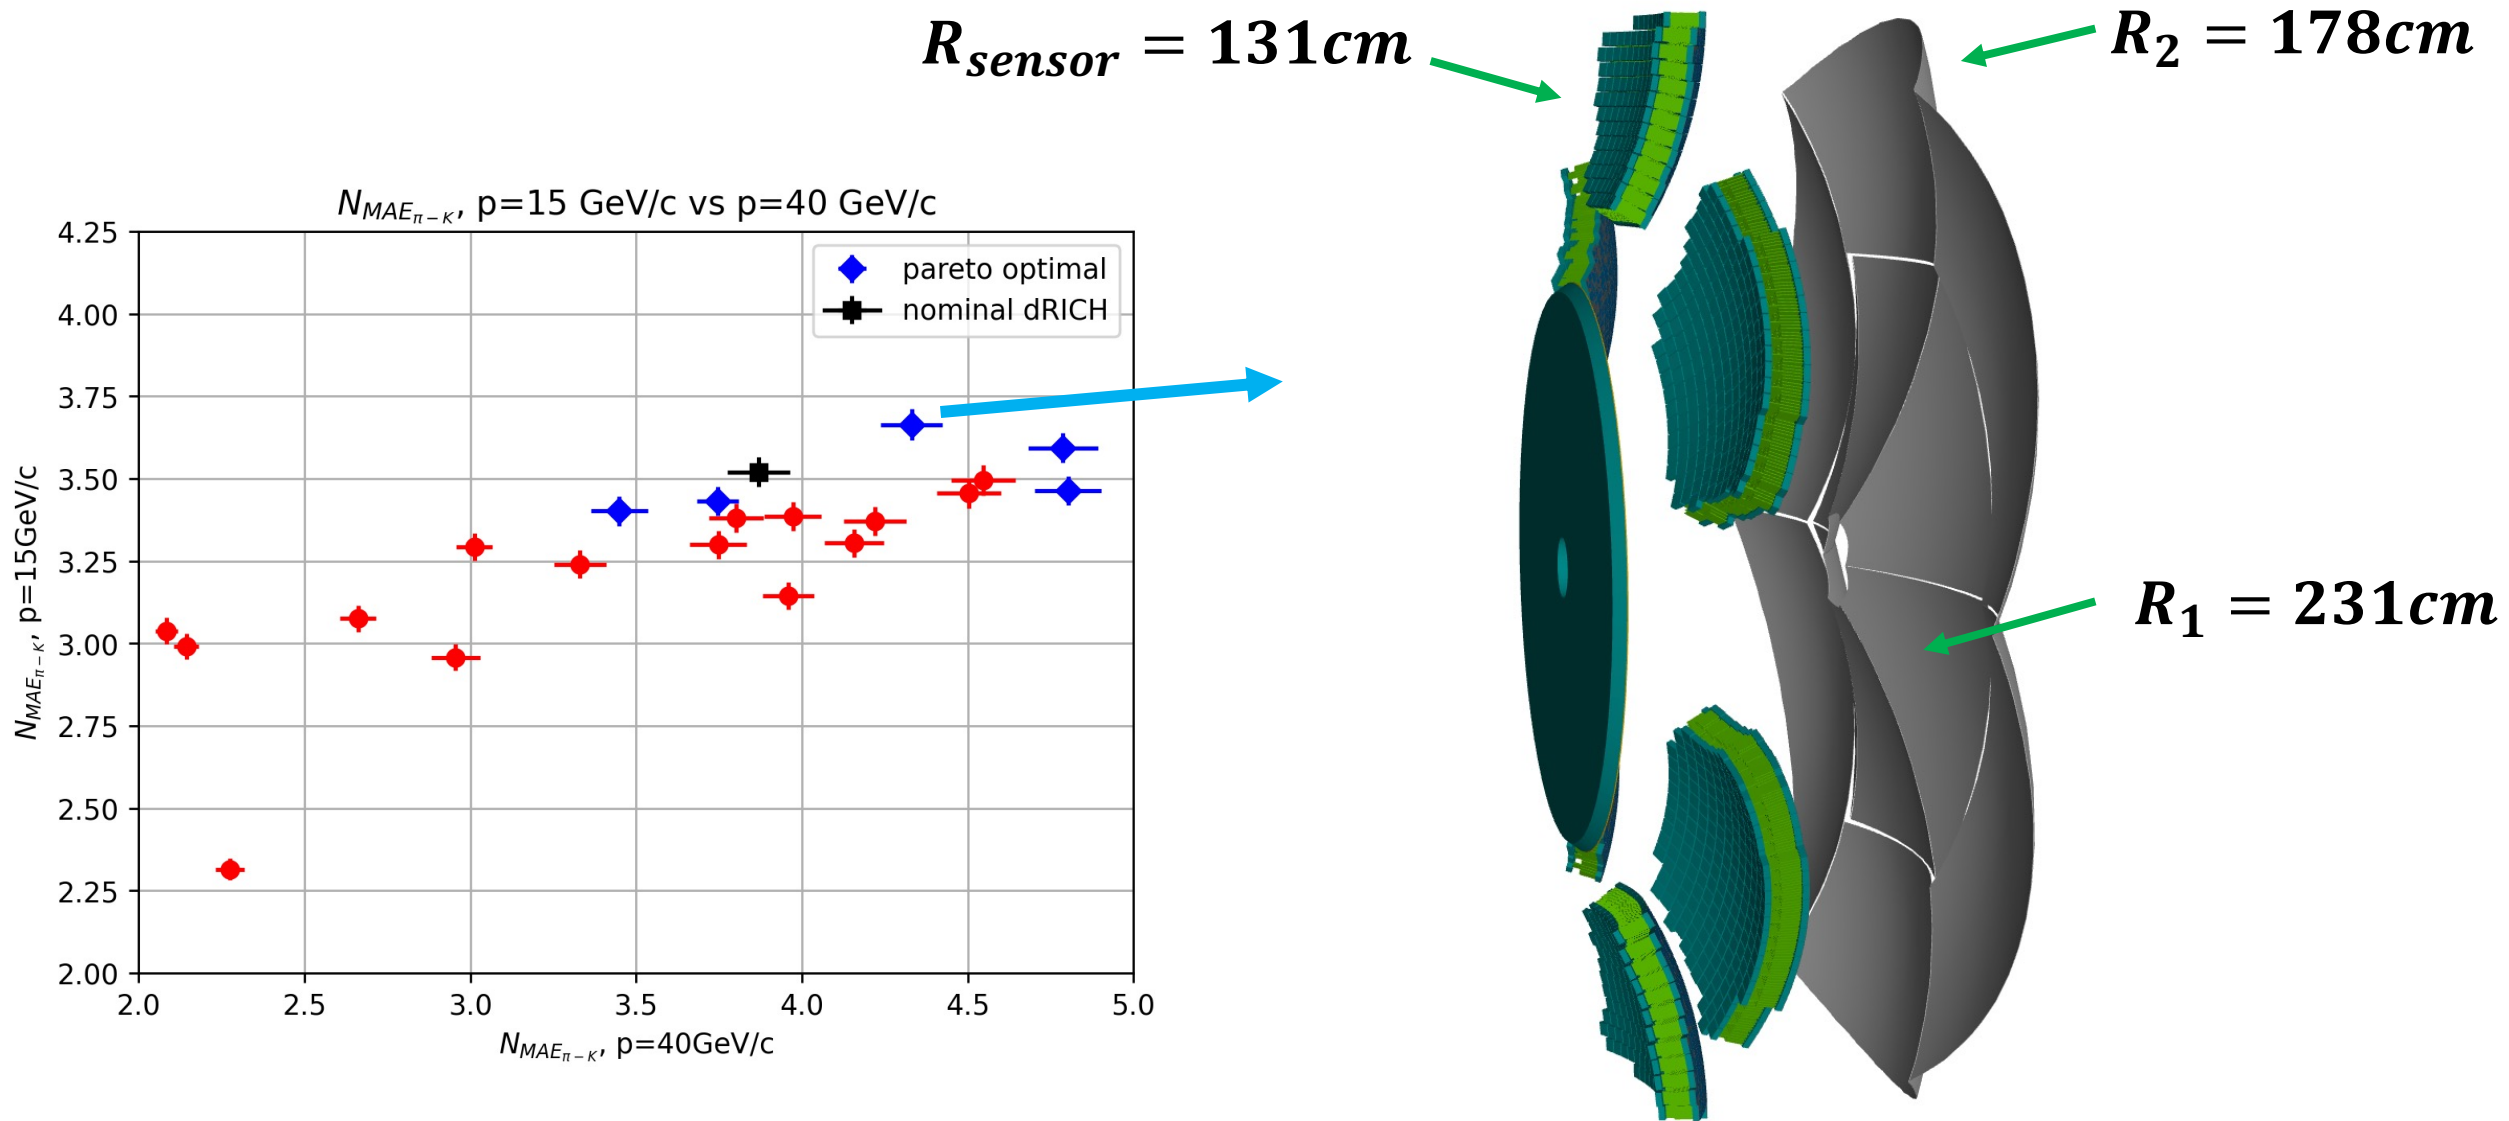 R_sensor = 131cm
R_2 = 178cm
N_MAE_π−K, p=15 GeV/c vs p=40 GeV/c
pareto optimal
nominal dRICH
4.25
4.00
3.75
3.50
3.25
3.00
2.75
2.50
2.25
2.00
N_MAE_π−K, p=15GeV/c
2.0 2.5 3.0 3.5 4.0 4.5 5.0
N_MAE_π−K, p=40GeV/c
R_1 = 231cm